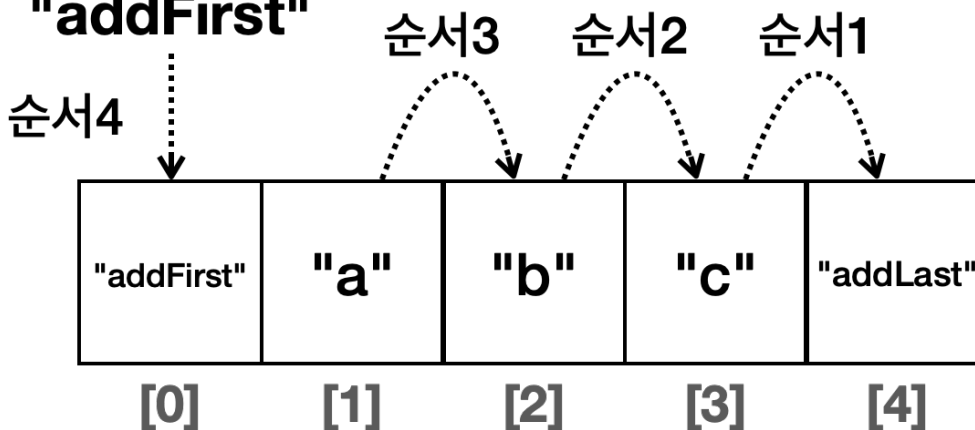 "addFirst"
순서3 순서2 순서1
순서4
"addFirst" "a" "b" "c" "addLast"
[0] [1] [2] [3] [4]